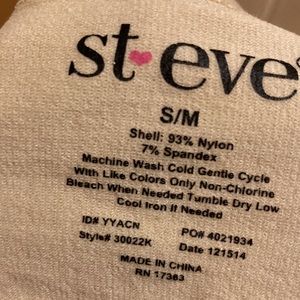 st eve
S/M
Shell: 93% Nylon
7% Spandex
Machine Wash Cold Gentle Cycle
With Like Colors Only Non-Chlorine
Bleach When Needed Tumble Dry Low
Cool Iron If Needed
ID# YYACN PO# 4021934
Style# 30022K Date 121514
MADE IN CHINA
RN 17363